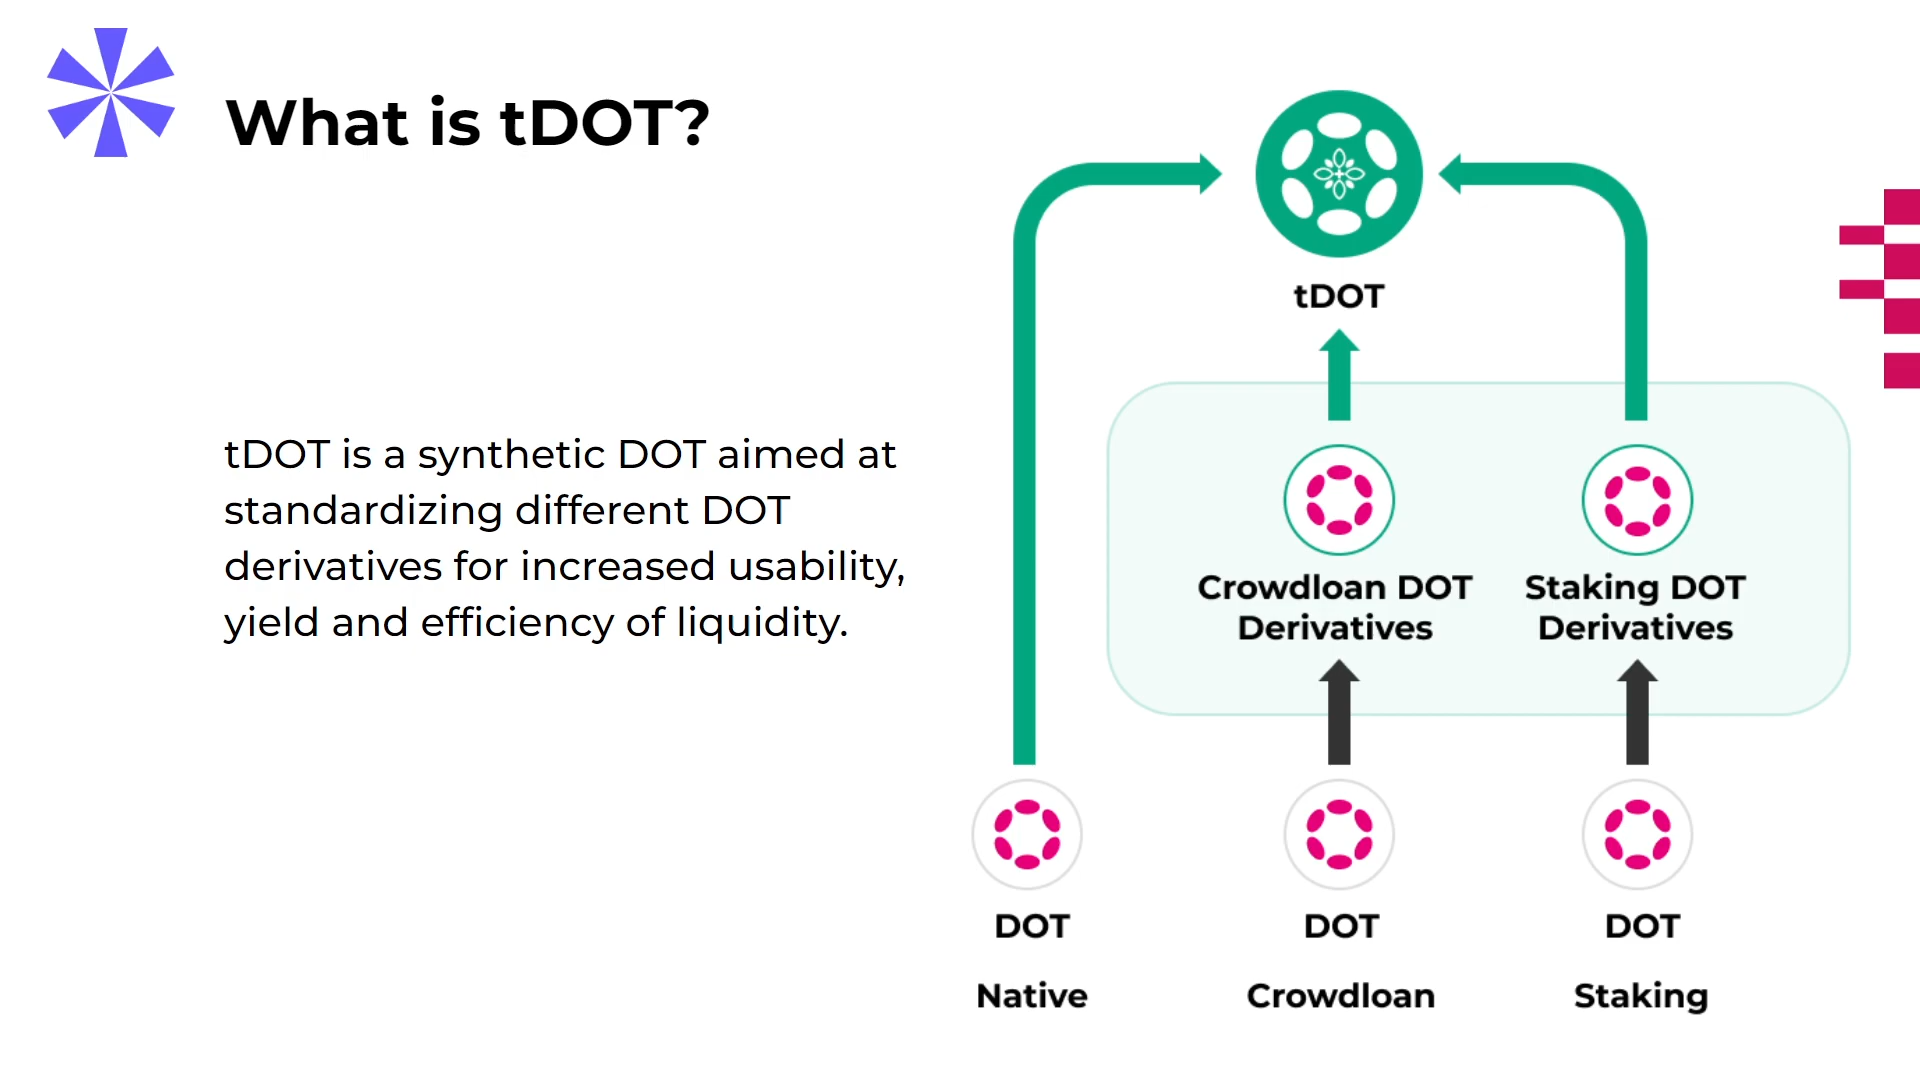 What is tDOT?
tDOT is a synthetic DOT aimed at
standardizing different DOT
derivatives for increased usability,
yield and efficiency of liquidity.
tDOT
Crowdloan DOT
Derivatives
Staking DOT
Derivatives
DOT
Native
DOT
Crowdloan
DOT
Staking